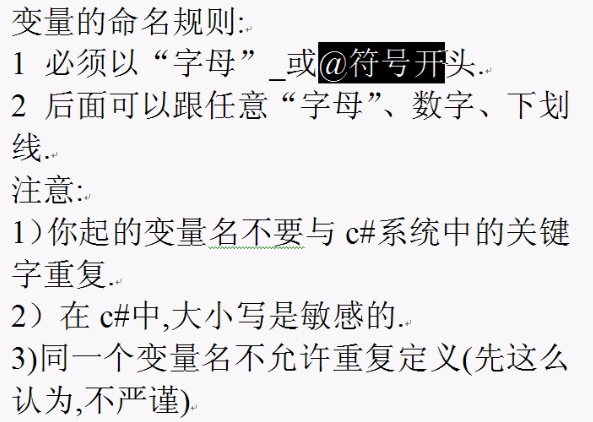 变量的命名规则:
1 必须以“字母”_或@符号开头.
2 后面可以跟任意“字母”、数字、下划
线.
注意:
1)你起的变量名不要与 c#系统中的关键
字重复.
2）在 c#中,大小写是敏感的.
3)同一个变量名不允许重复定义(先这么
认为,不严谨)